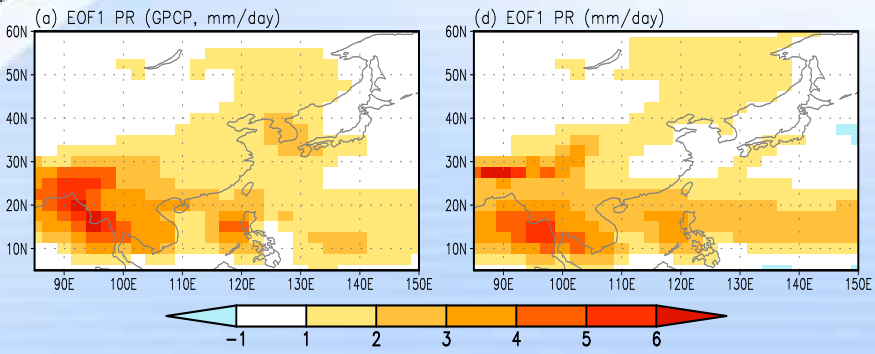 (a) EOF1 PR (GPCP, mm/day)
(d) EOF1 PR (mm/day)
60N
50N
40N
30N
20N
10N
90E 100E 110E 120E 130E 140E 150E
60N
50N
40N
30N
20N
10N
90E 100E 110E 120E 130E 140E 150E
-1 1 2 3 4 5 6